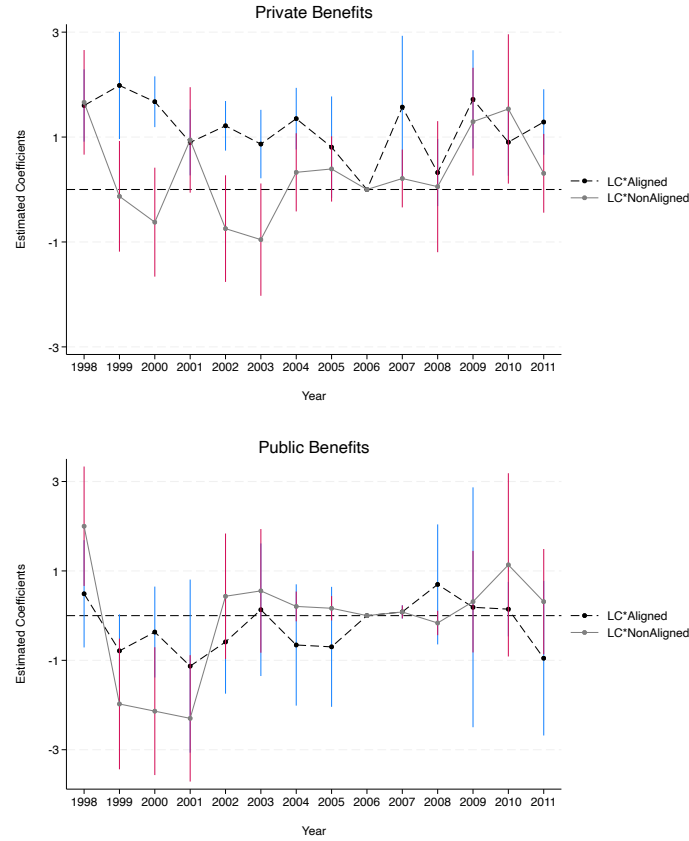 Private Benefits
3
1
-1
-3
Estimated Coefficients
1998 1999 2000 2001 2002 2003 2004 2005 2006 2007 2008 2009 2010 2011
Year
LC*Aligned
LC*NonAligned
Public Benefits
3
1
-1
-3
Estimated Coefficients
1998 1999 2000 2001 2002 2003 2004 2005 2006 2007 2008 2009 2010 2011
Year
LC*Aligned
LC*NonAligned